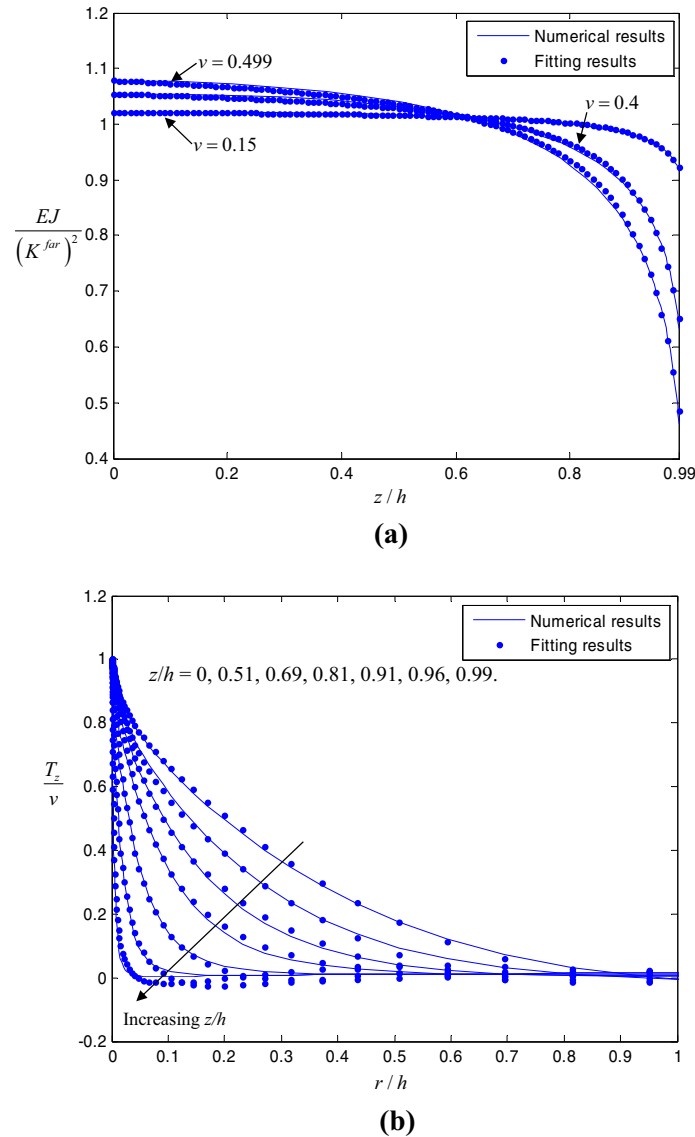 1.2
1.1
1
0.9
0.8
0.7
0.6
0.5
0.4
EJ
(K^{far})^2
v = 0.499
v = 0.15
v = 0.4
Numerical results
Fitting results
0 0.2 0.4 0.6 0.8 0.99
z / h
(a)
1.2
1
0.8
0.6
0.4
0.2
0
-0.2
T_z
v
Numerical results
Fitting results
z/h = 0, 0.51, 0.69, 0.81, 0.91, 0.96, 0.99.
Increasing z/h
0 0.1 0.2 0.3 0.4 0.5 0.6 0.7 0.8 0.9 1
r / h
(b)